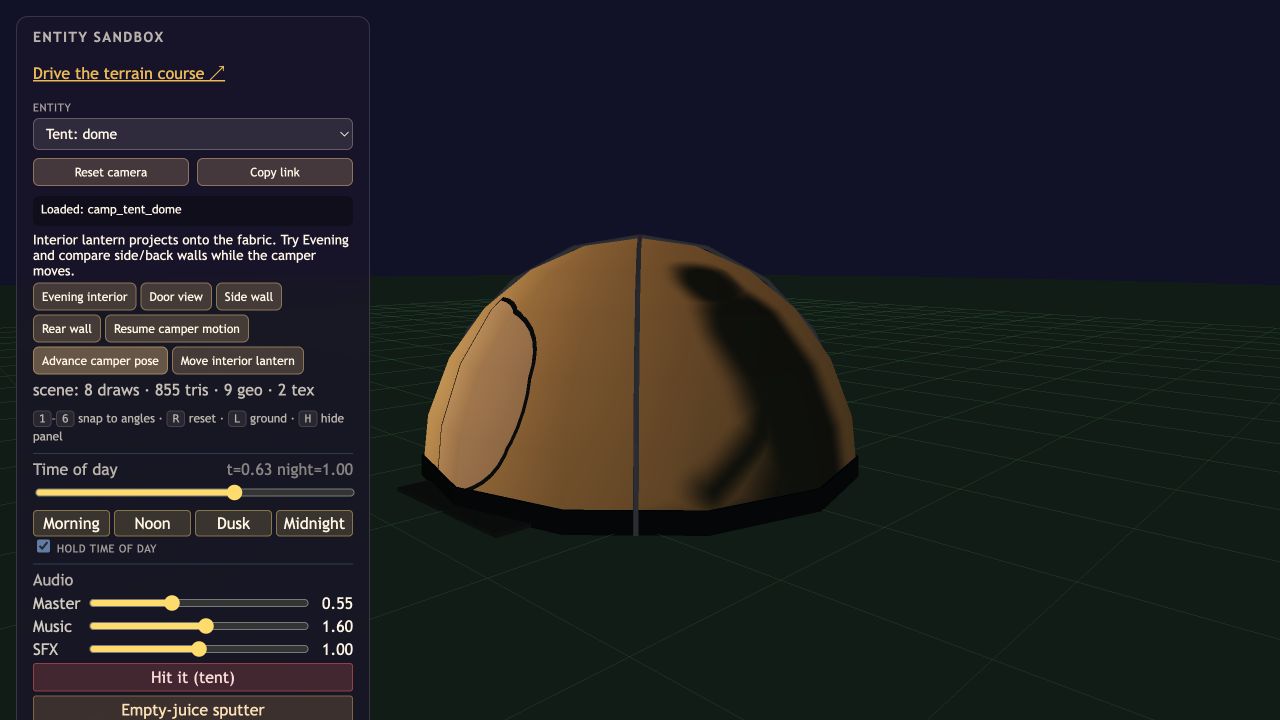 ENTITY SANDBOX
Drive the terrain course ↗
ENTITY
Tent: dome
Reset camera Copy link
Loaded: camp_tent_dome
Interior lantern projects onto the fabric. Try Evening
and compare side/back walls while the camper
moves.
Evening interior Door view Side wall
Rear wall Resume camper motion
Advance camper pose Move interior lantern
scene: 8 draws · 855 tris · 9 geo · 2 tex
1-6 snap to angles · R reset · L ground · H hide
panel
Time of day t=0.63 night=1.00
Morning Noon Dusk Midnight
HOLD TIME OF DAY
Audio
Master 0.55
Music 1.60
SFX 1.00
Hit it (tent)
Empty-juice sputter